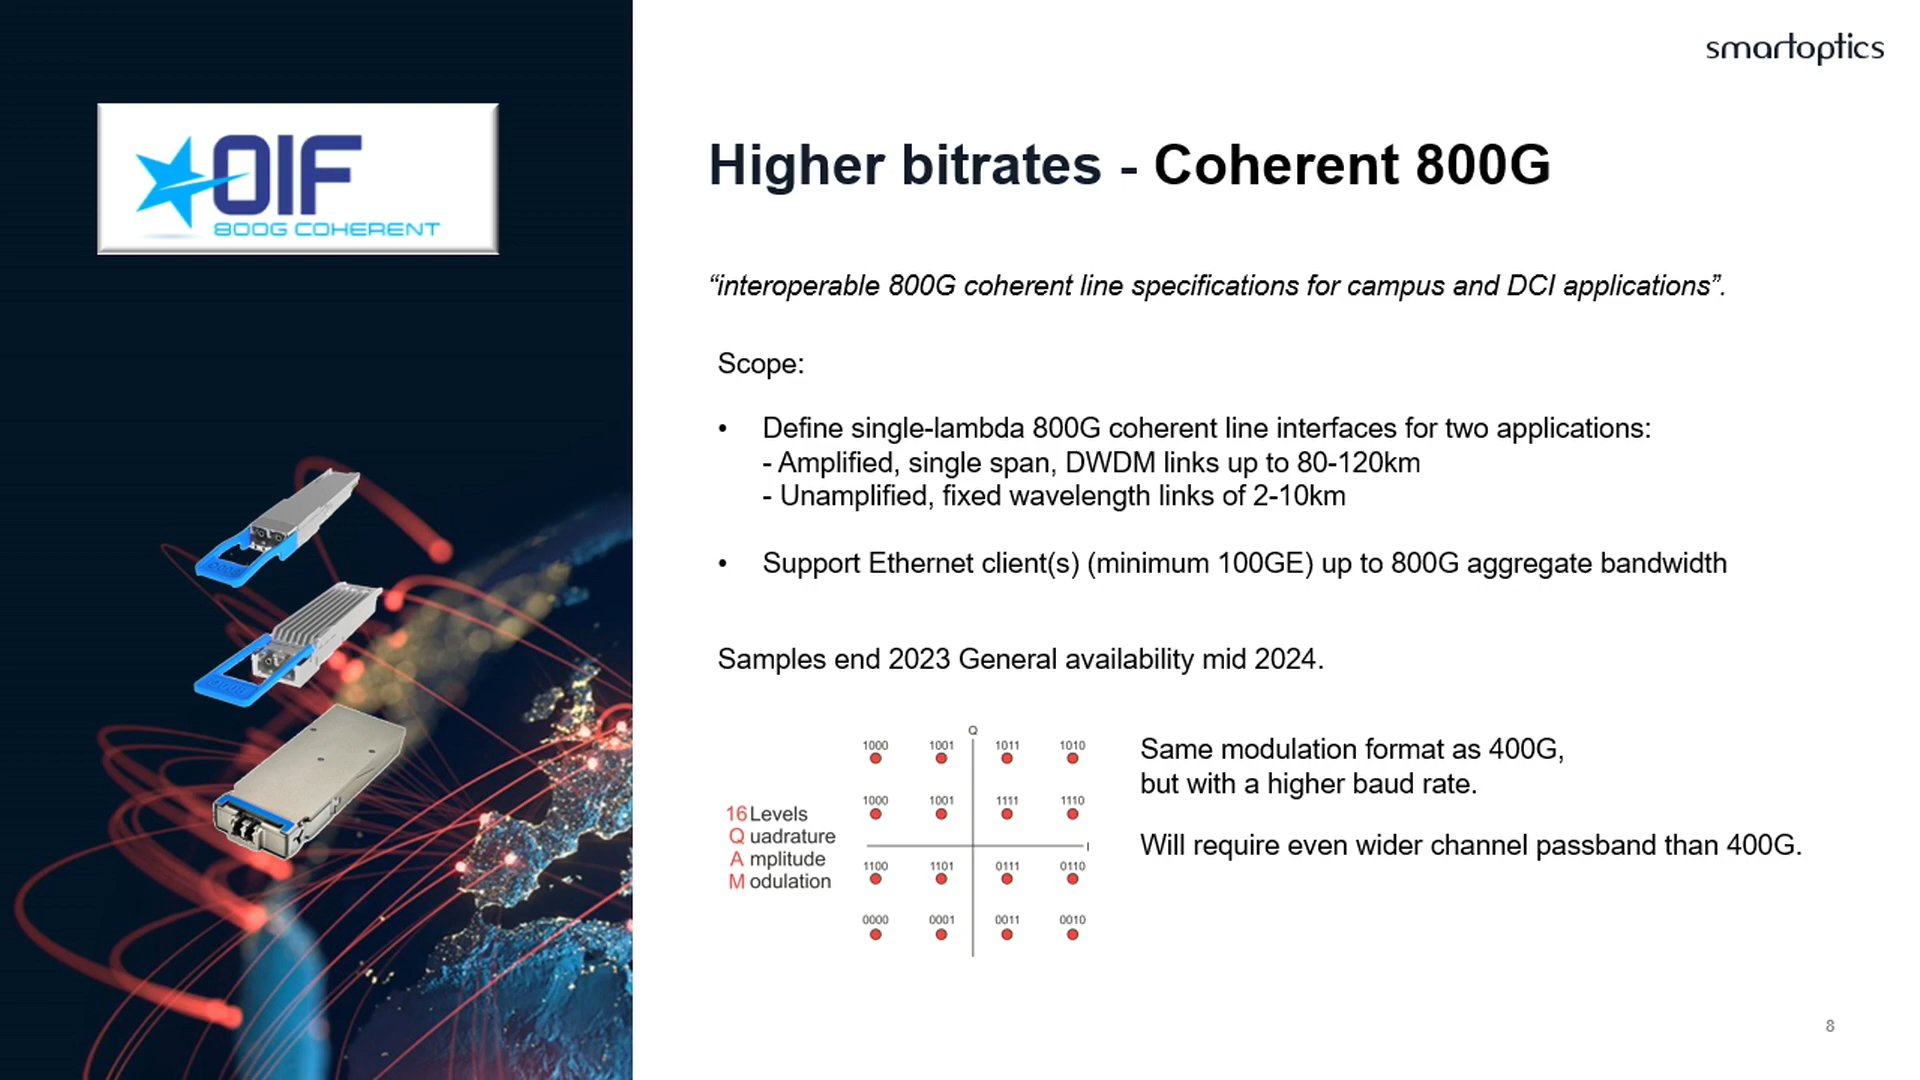 smartoptics
OIF
800G COHERENT
Higher bitrates - Coherent 800G
“interoperable 800G coherent line specifications for campus and DCI applications”.
Scope:
• Define single-lambda 800G coherent line interfaces for two applications:
- Amplified, single span, DWDM links up to 80-120km
- Unamplified, fixed wavelength links of 2-10km
• Support Ethernet client(s) (minimum 100GE) up to 800G aggregate bandwidth
Samples end 2023 General availability mid 2024.
16 Levels
Q uadrature
A mplitude
M odulation
Q
1000 1001 1011 1010
1000 1001 1111 1110
I
1100 1101 0111 0110
0000 0001 0011 0010
Same modulation format as 400G,
but with a higher baud rate.
Will require even wider channel passband than 400G.
8